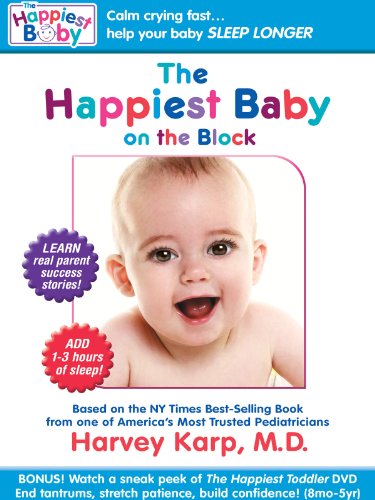 The
Happiest
Baby
Calm crying fast...
help your baby SLEEP LONGER
The
Happiest Baby
on the Block
LEARN
real parent
success
stories!
ADD
1-3 hours
of sleep!
Based on the NY Times Best-Selling Book
from one of America's Most Trusted Pediatricians
Harvey Karp, M.D.
BONUS! Watch a sneak peek of The Happiest Toddler DVD
End tantrums, stretch patience, build confidence! (8mo-5yr)